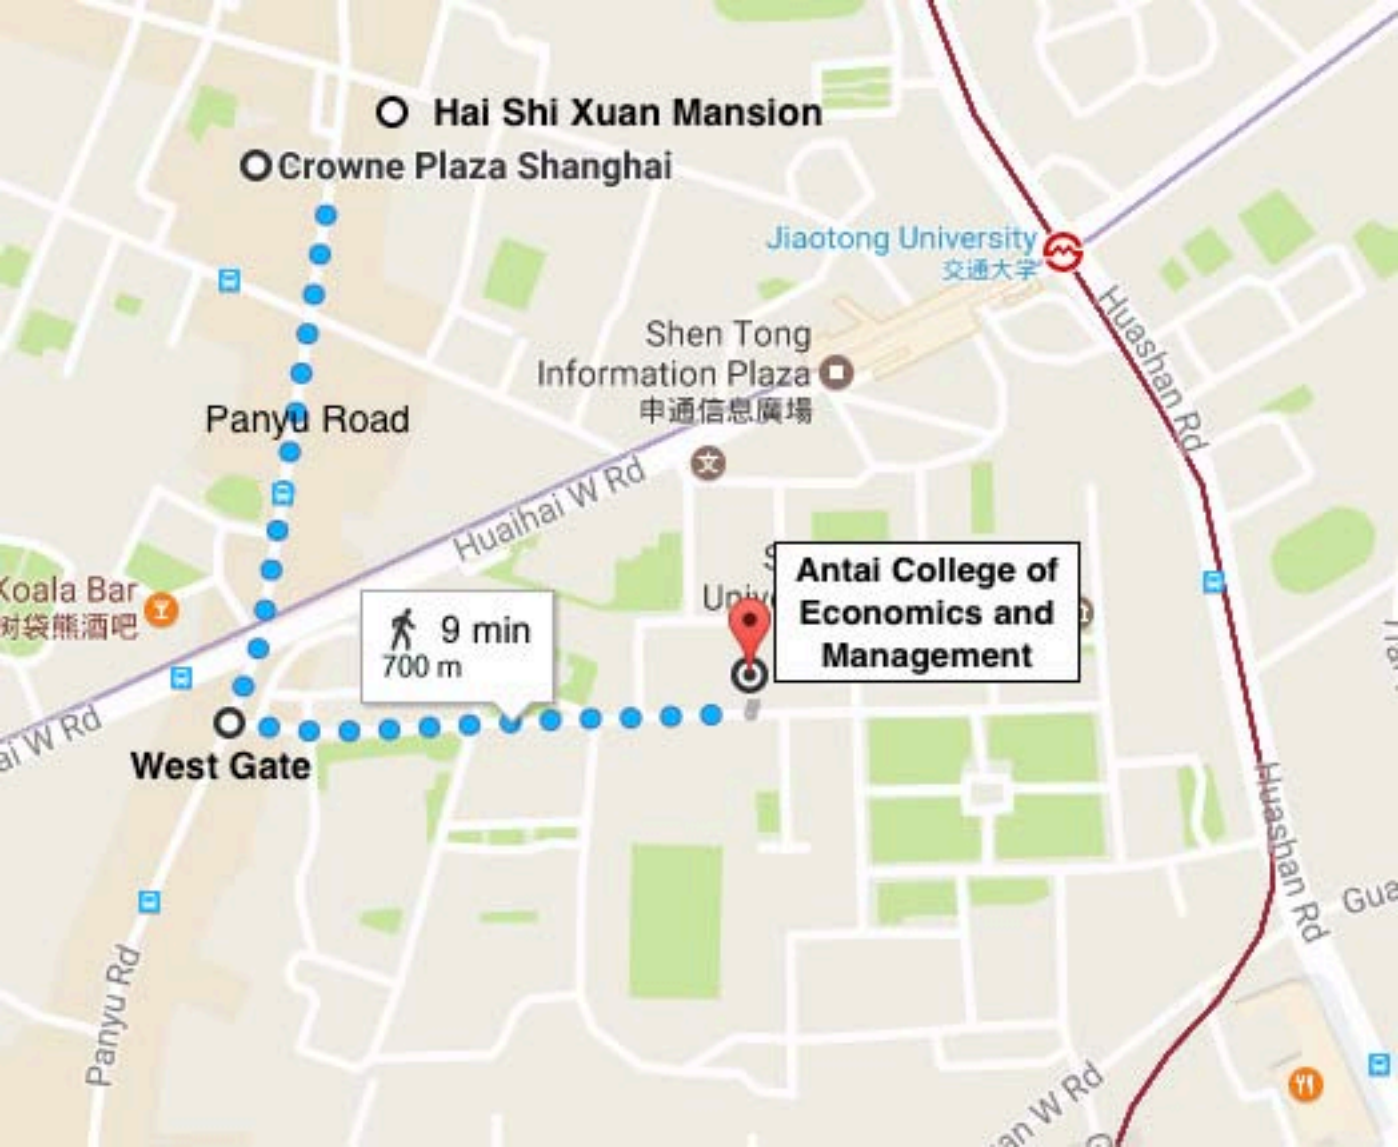 Hai Shi Xuan Mansion
Crowne Plaza Shanghai
Jiaotong University
交通大学
Huashan Rd
Shen Tong
Information Plaza
申通信息廣場
Panyu Road
文
Huaihai W Rd
Koala Bar
树袋熊酒吧
9 min
700 m
Antai College of
Economics and
Management
West Gate
W Rd
Huashan Rd
Panyu Rd
W Rd